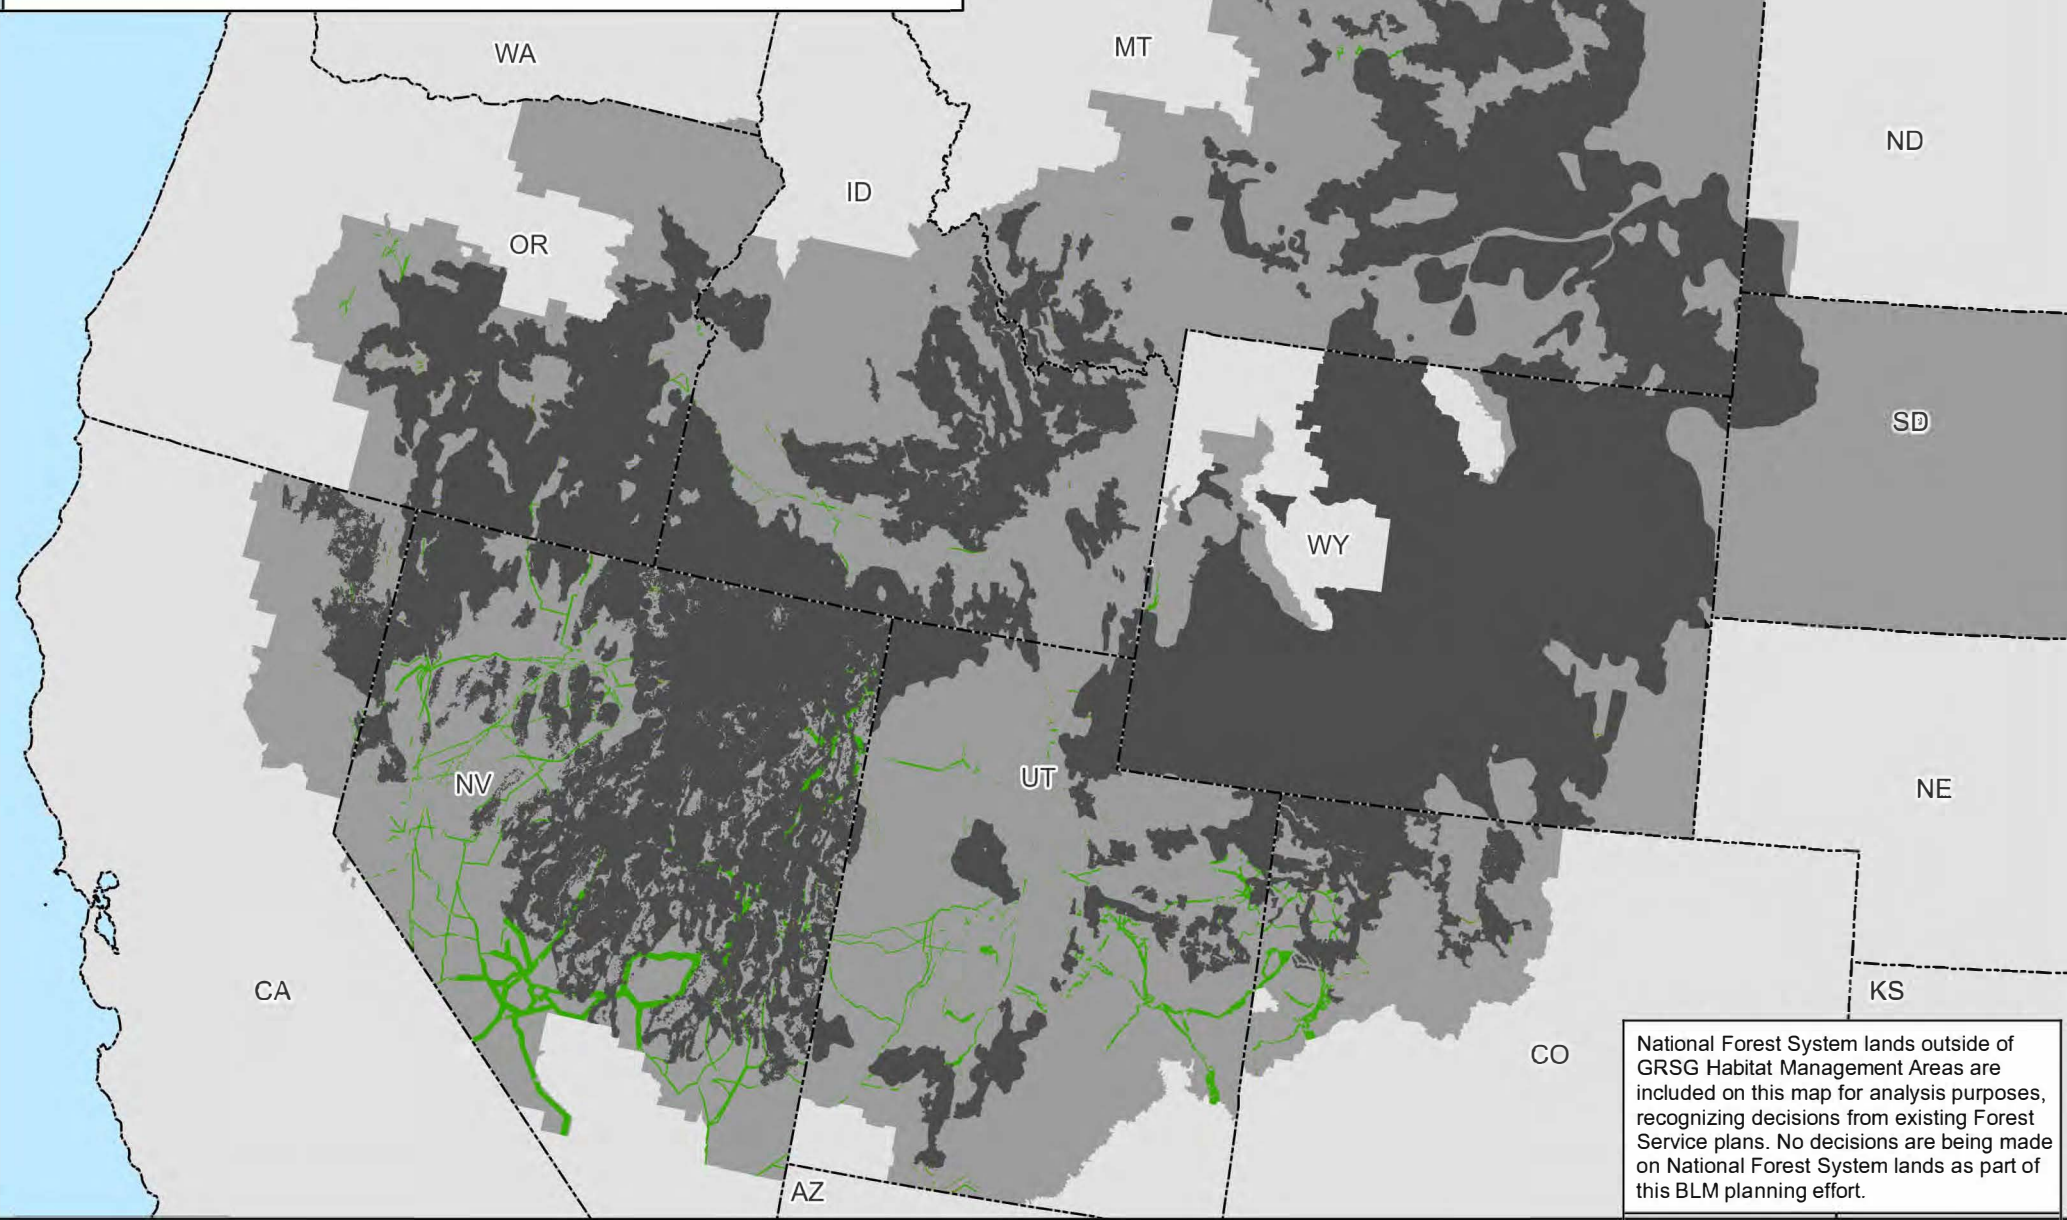 WA
MT
ND
ID
OR
SD
WY
NV
UT
NE
CA
KS
CO
AZ
National Forest System lands outside of
GRSG Habitat Management Areas are
included on this map for analysis purposes,
recognizing decisions from existing Forest
Service plans. No decisions are being made
on National Forest System lands as part of
this BLM planning effort.